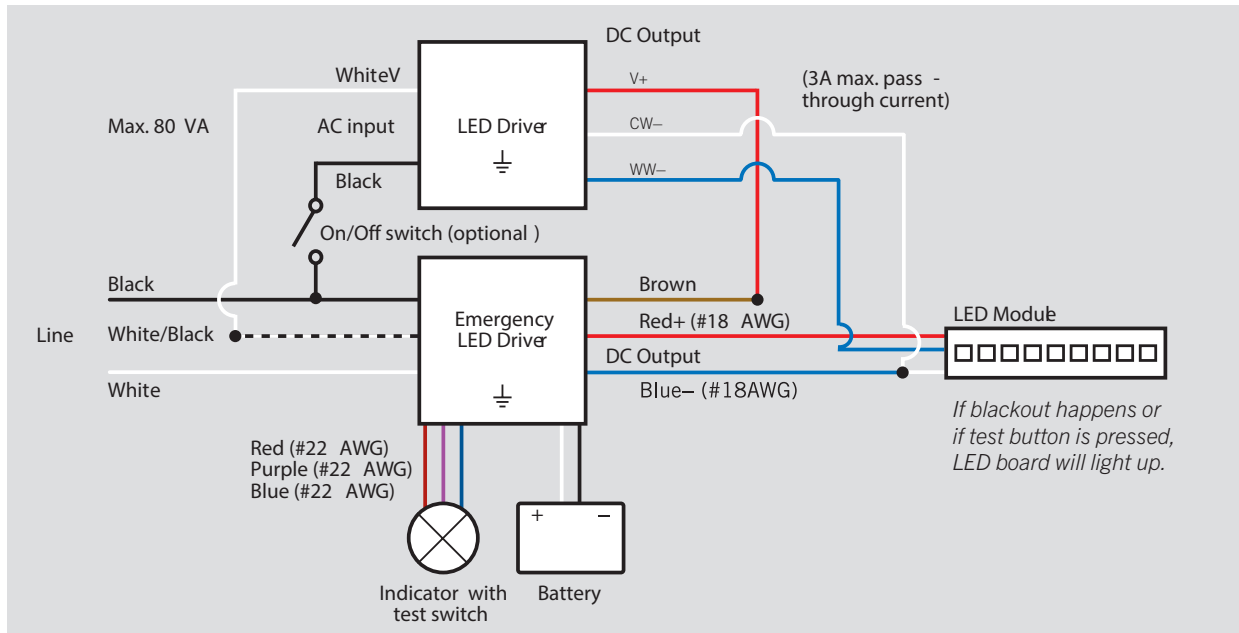 DC Output
WhiteV
V+
(3A max. pass -
through current)
Max. 80 VA
AC input
LED Driver
CW–
WW–
Black
On/Off switch (optional )
Black
Brown
Emergency
LED Driver
Red+ (#18 AWG)
LED Module
Line
White/Black
DC Output
White
Blue– (#18AWG)
If blackout happens or
if test button is pressed,
LED board will light up.
Red (#22 AWG)
Purple (#22 AWG)
Blue (#22 AWG)
+ –
Indicator with
test switch
Battery